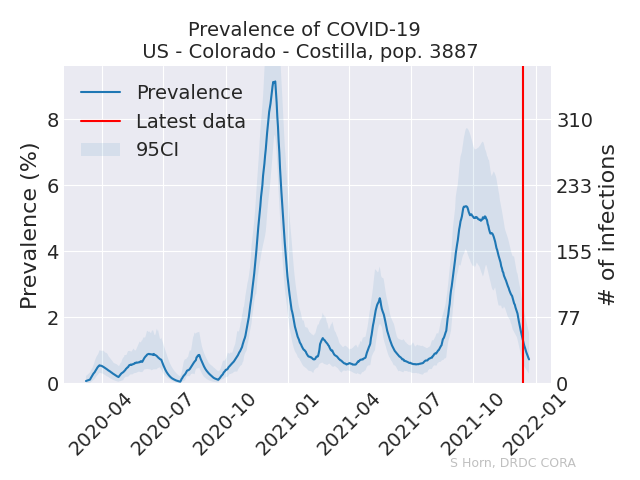 Prevalence of COVID-19
US - Colorado - Costilla, pop. 3887
Prevalence
Latest data
95CI
Prevalence (%)
8
6
4
2
0
# of infections
310
233
155
77
0
2020-04
2020-07
2020-10
2021-01
2021-04
2021-07
2021-10
2022-01
S Horn, DRDC CORA